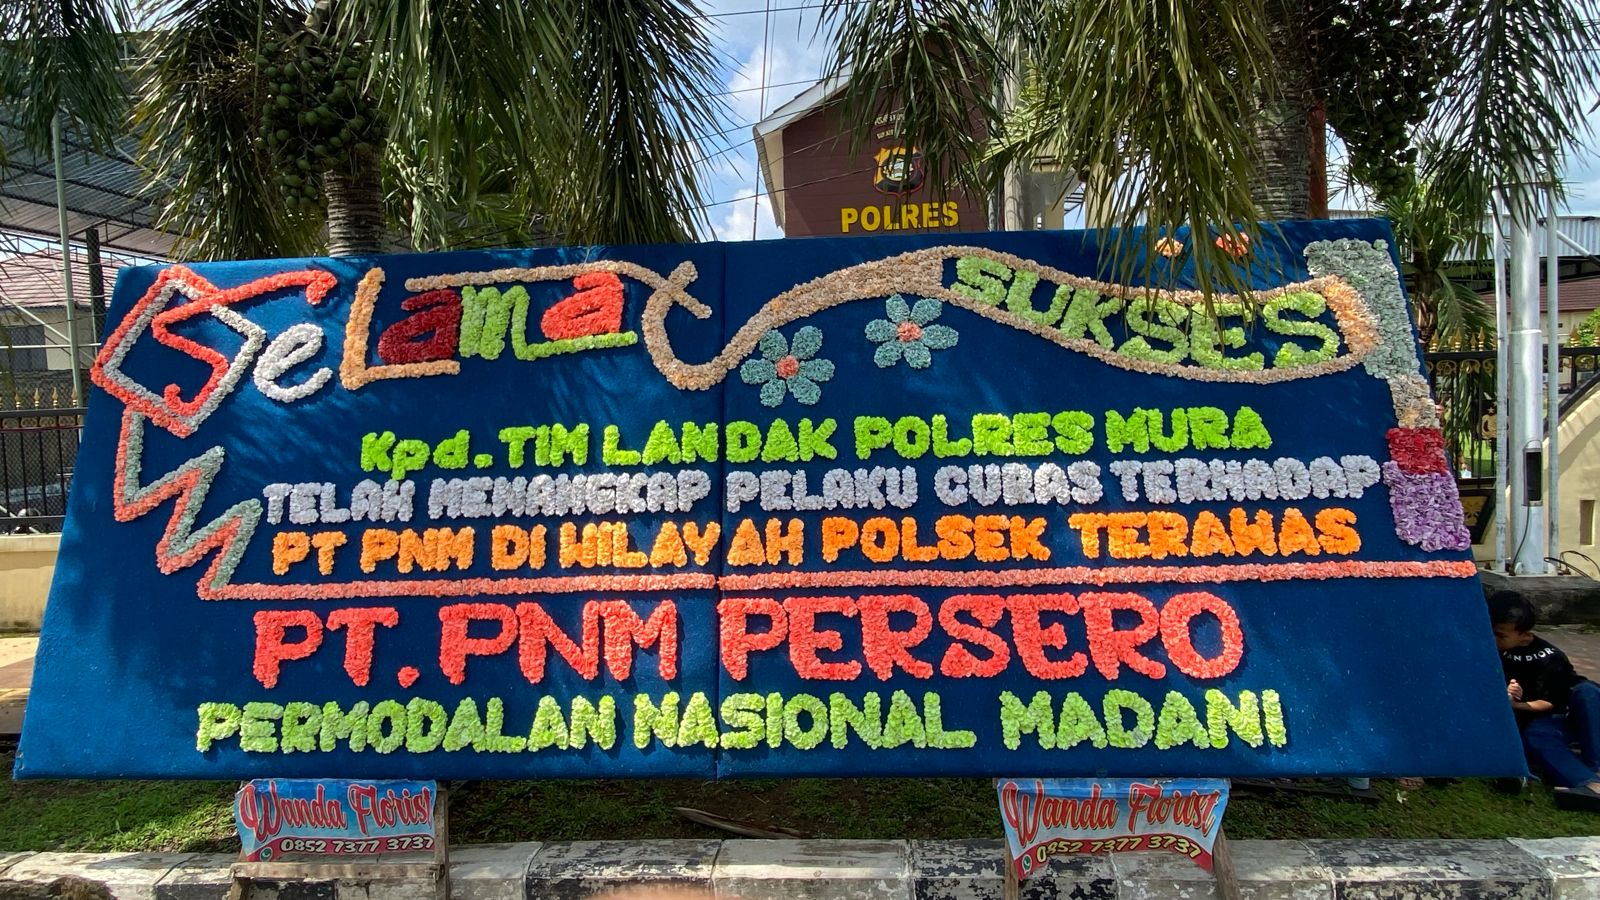 POLRES
Selamat SUKSES
Kpd. TIM LANDAK POLRES MURA
TELAH MENANGKAP PELAKU CURAS TERHADAP
PT PNM DI WILAYAH POLSEK TERAWAS
PT. PNM PERSERO
PERMODALAN NASIONAL MADANI
Wanda Florist
0852 7377 3737
Wanda Florist
0852 7377 3737